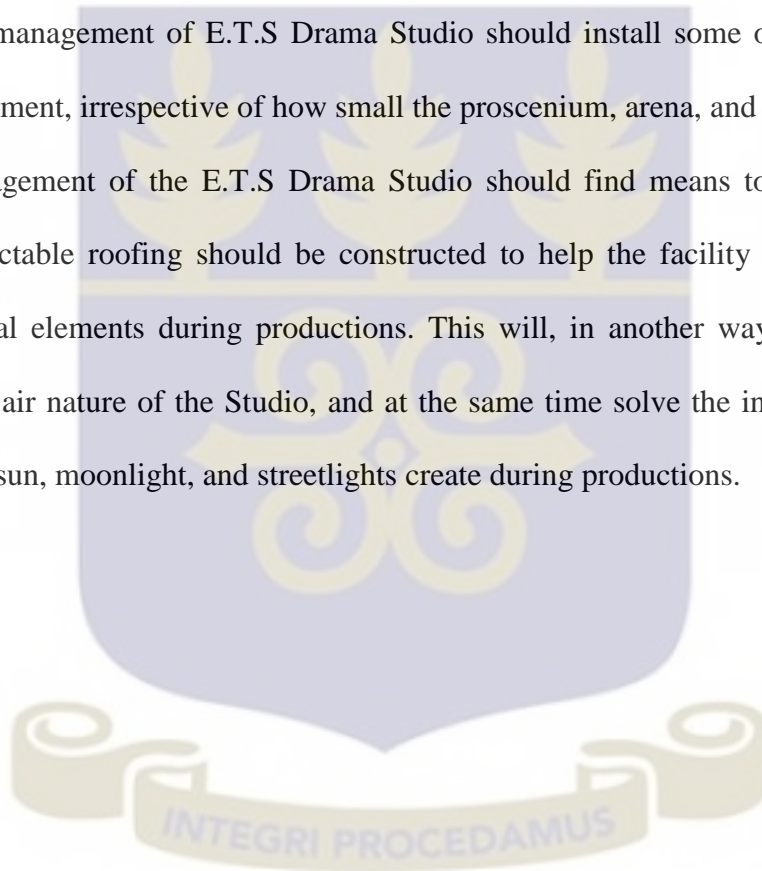 management of E.T.S Drama Studio should install some
ment, irrespective of how small the proscenium, arena, and
gement of the E.T.S Drama Studio should find means to
ctable roofing should be constructed to help the facility
al elements during productions. This will, in another way
air nature of the Studio, and at the same time solve the
sun, moonlight, and streetlights create during productions.
INTEGRI PROCEDAMUS